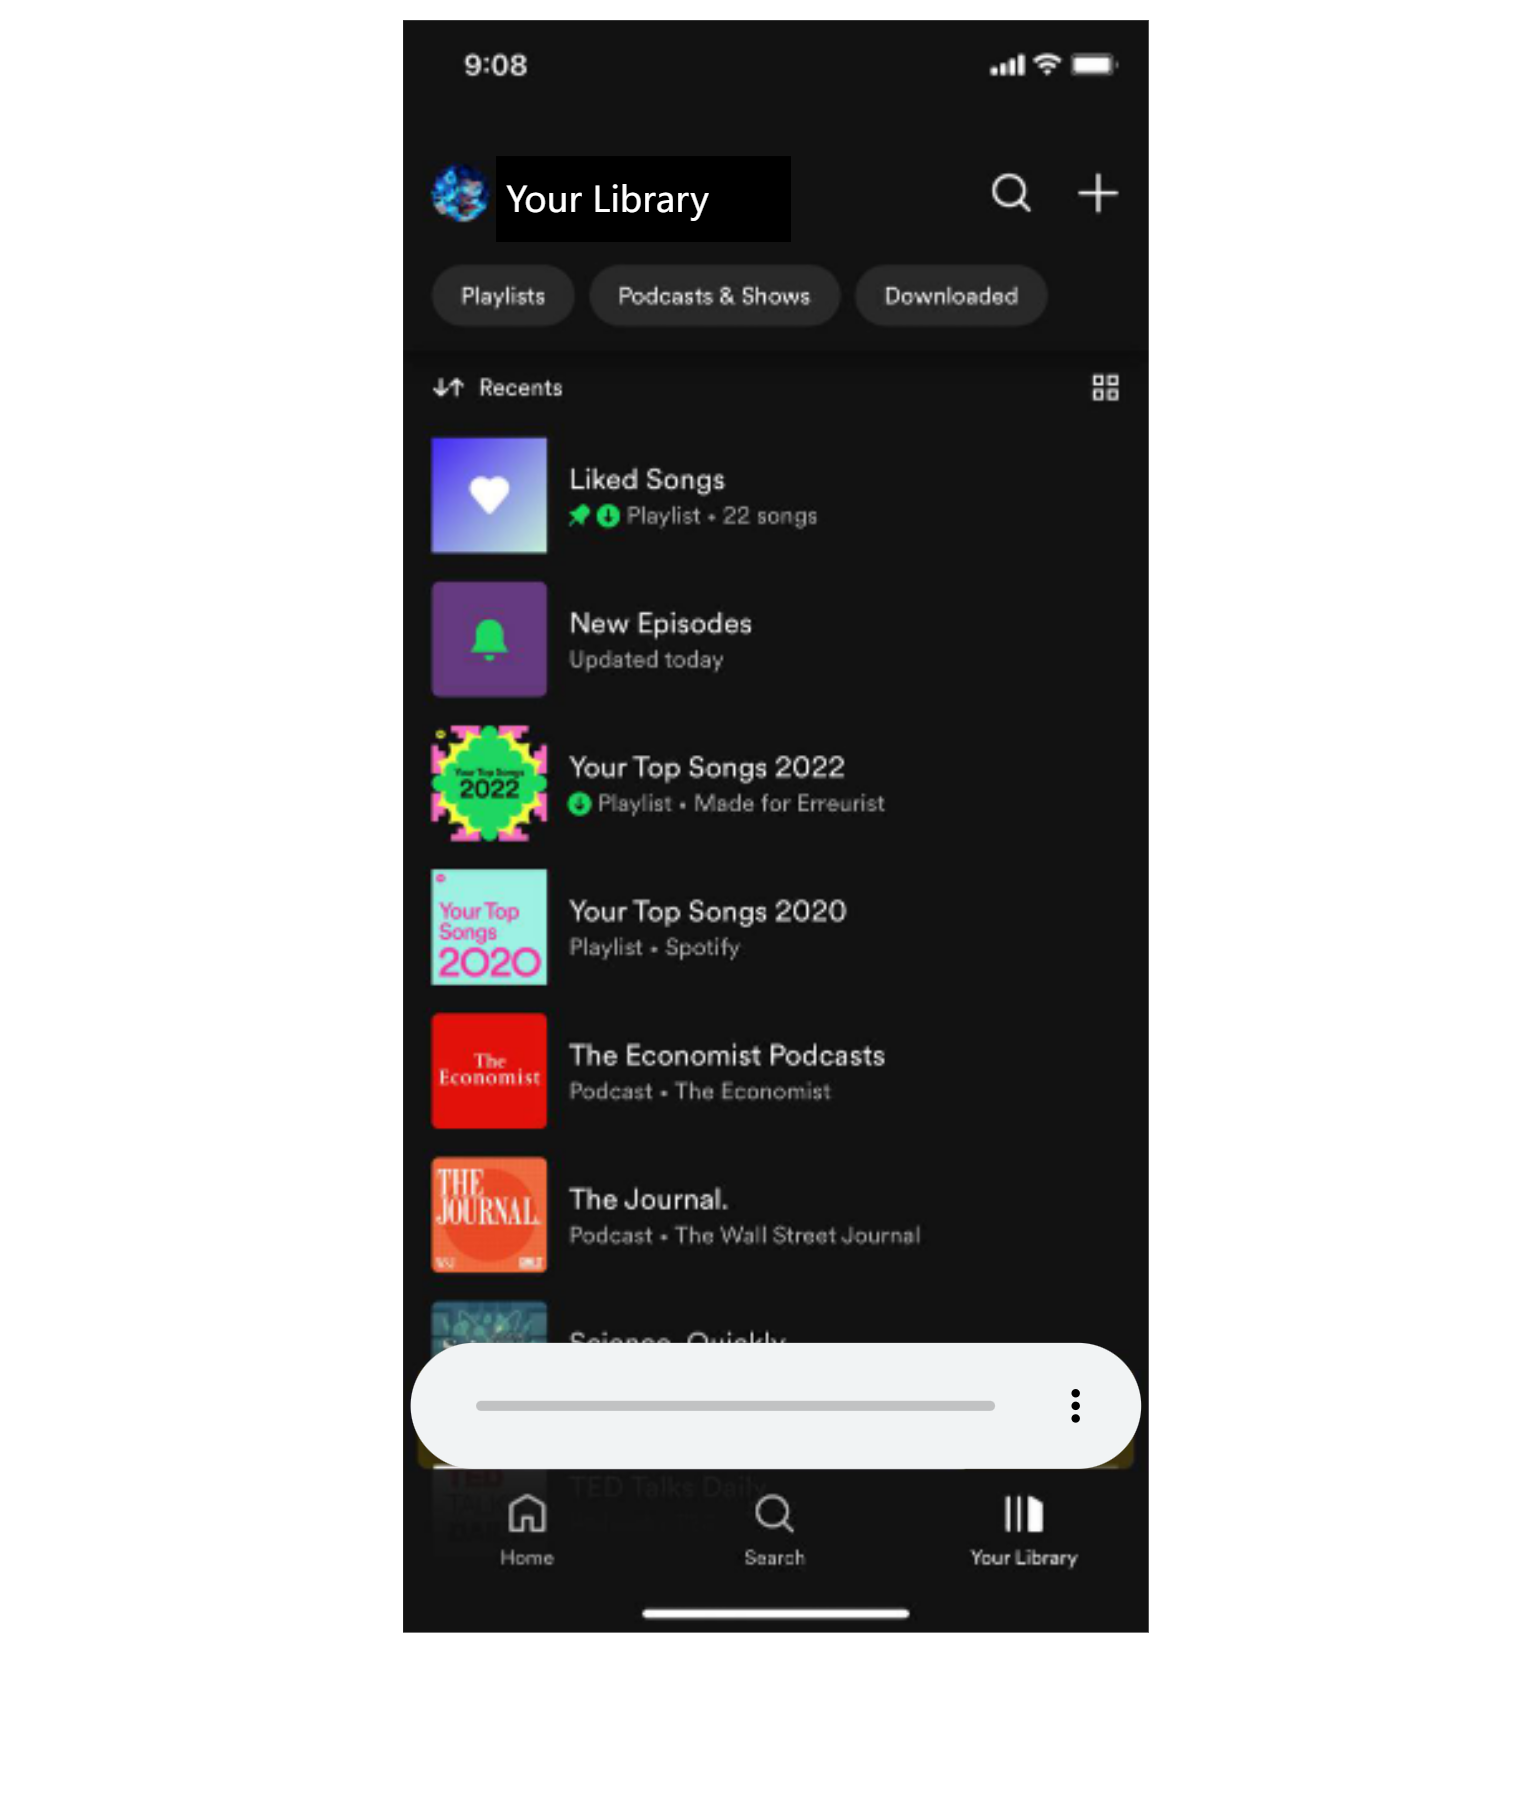 9:08
Your Library
Playlists
Podcasts & Shows
Downloaded
Recents
Liked Songs
Playlist • 22 songs
New Episodes
Updated today
Your Top Songs
2022
Your Top Songs 2022
Playlist • Made for Erreurist
Your Top
Songs
2020
Your Top Songs 2020
Playlist • Spotify
The
Economist
The Economist Podcasts
Podcast • The Economist
THE
JOURNAL.
The Journal.
Podcast • The Wall Street Journal
Science, Quickly
TED
TED Talks Daily
Home
Search
Your Library